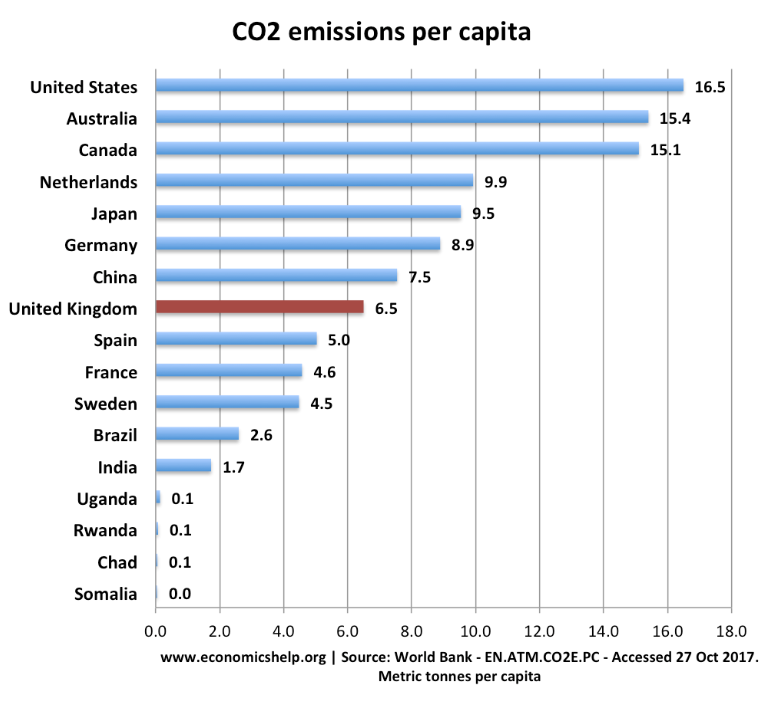 CO2 emissions per capita
United States 16.5
Australia 15.4
Canada 15.1
Netherlands 9.9
Japan 9.5
Germany 8.9
China 7.5
United Kingdom 6.5
Spain 5.0
France 4.6
Sweden 4.5
Brazil 2.6
India 1.7
Uganda 0.1
Rwanda 0.1
Chad 0.1
Somalia 0.0
0.0 2.0 4.0 6.0 8.0 10.0 12.0 14.0 16.0 18.0
www.economicshelp.org | Source: World Bank - EN.ATM.CO2E.PC - Accessed 27 Oct 2017.
Metric tonnes per capita